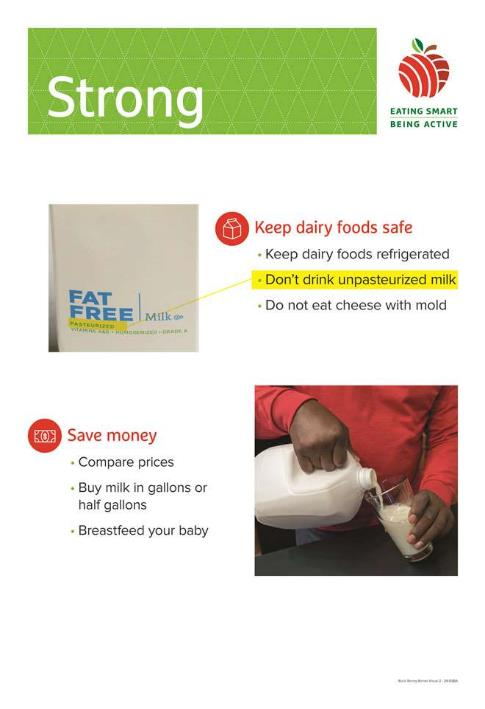 Strong
EATING SMART
BEING ACTIVE
Keep dairy foods safe
• Keep dairy foods refrigerated
• Don't drink unpasteurized milk
• Do not eat cheese with mold
FAT
FREE Milk
PASTEURIZED
VITAMINS A&D • HOMOGENIZED • GRADE A
Save money
• Compare prices
• Buy milk in gallons or
half gallons
• Breastfeed your baby